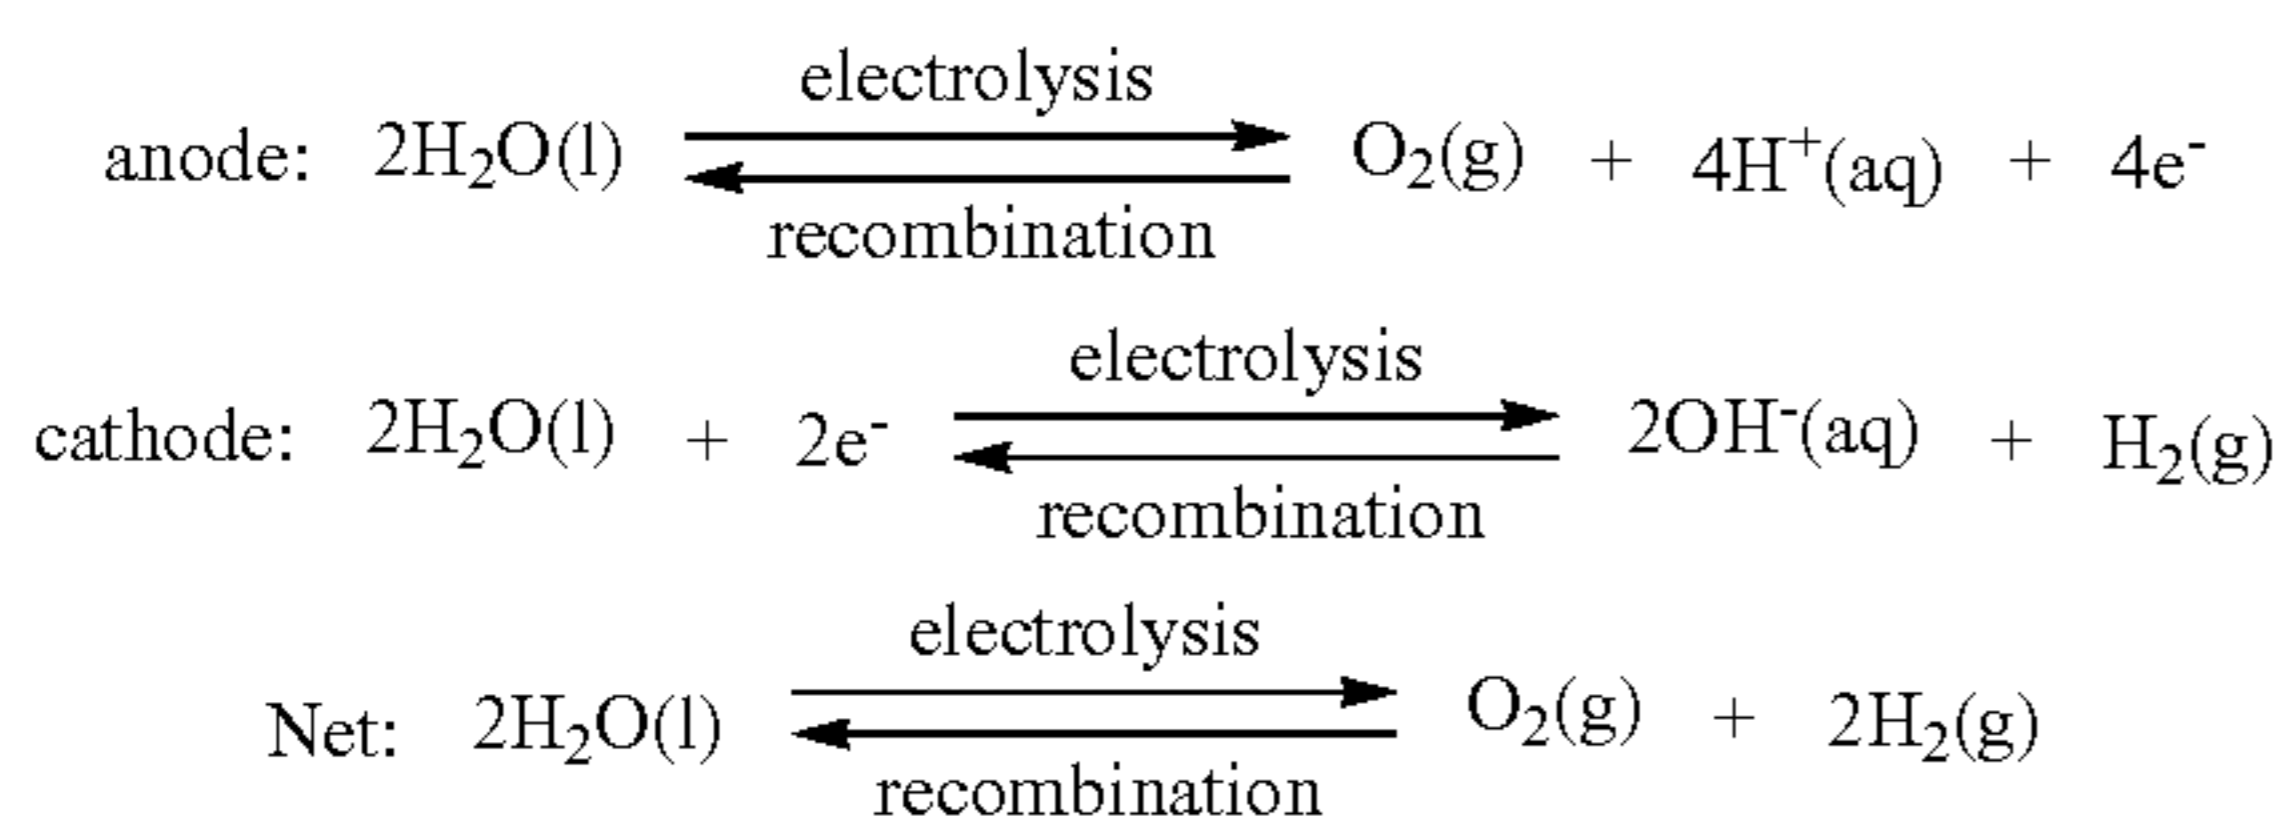 electrolysis
anode: 2H₂O(l) ⇌ O₂(g) + 4H⁺(aq) + 4e⁻
recombination
electrolysis
cathode: 2H₂O(l) + 2e⁻ ⇌ 2OH⁻(aq) + H₂(g)
recombination
electrolysis
Net: 2H₂O(l) ⇌ O₂(g) + 2H₂(g)
recombination